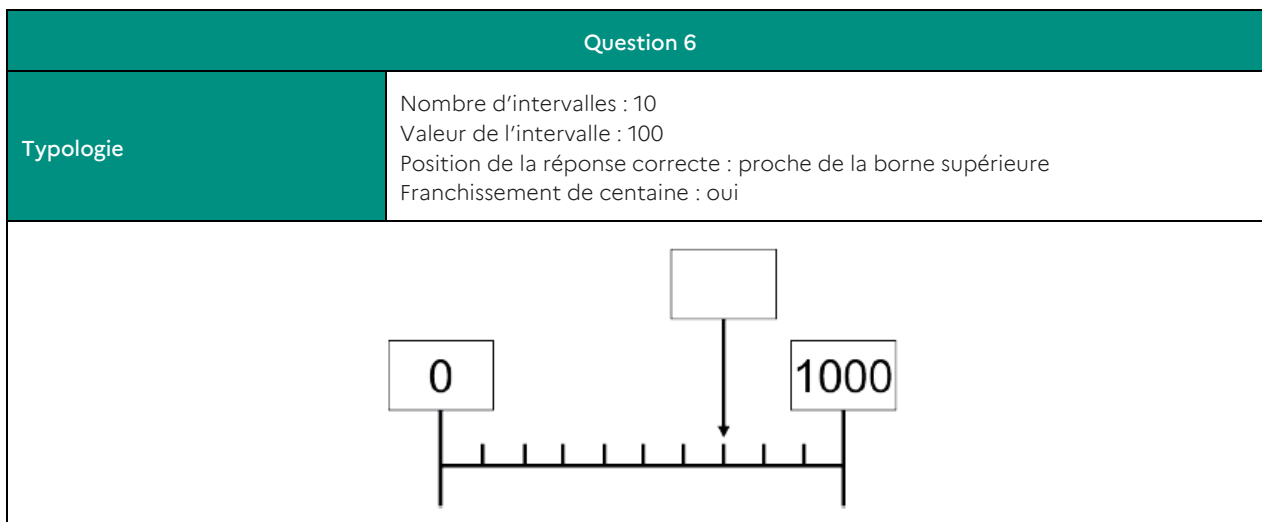 Question 6
Typologie
Nombre d'intervalles : 10
Valeur de l'intervalle : 100
Position de la réponse correcte : proche de la borne supérieure
Franchissement de centaine : oui
0
1000